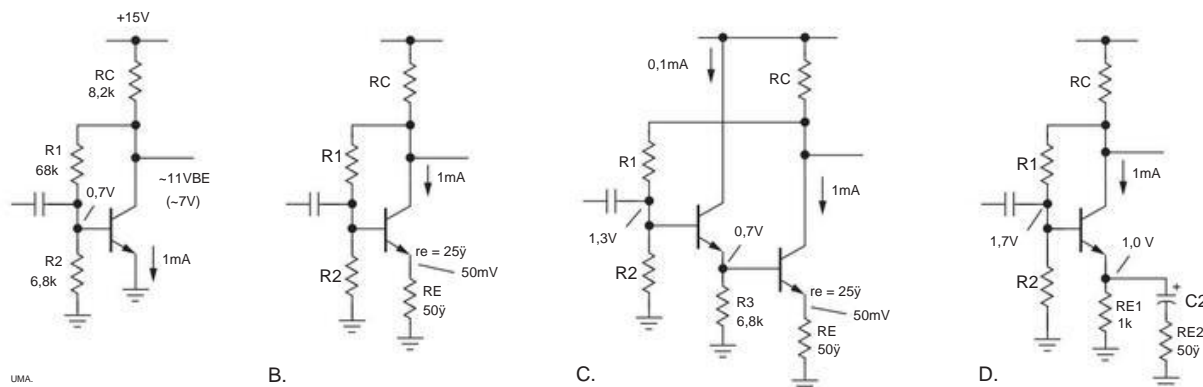 +15V
RC
8,2k
R1
68k
0,7V
~11VBE
(~7V)
R2
6,8k
1mA
UMA.
RC
R1
1mA
R2
re = 25ÿ
50mV
RE
50ÿ
B.
0,1mA
RC
R1
1mA
1,3V
0,7V
R2
re = 25ÿ
50mV
R3
6,8k
RE
50ÿ
C.
RC
R1
1mA
1,7V
1,0 V
R2
+
C2
RE1
1k
RE2
50ÿ
D.